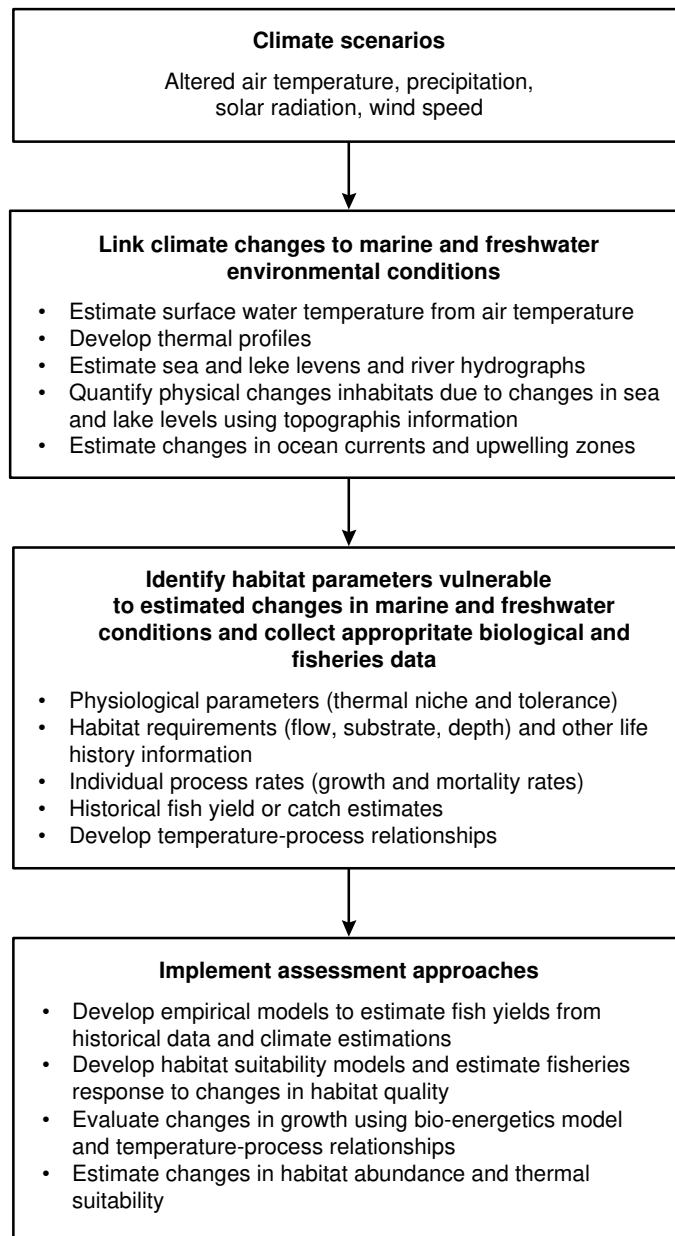 Climate scenarios
Altered air temperature, precipitation,
solar radiation, wind speed
Link climate changes to marine and freshwater
environmental conditions
• Estimate surface water temperature from air temperature
• Develop thermal profiles
• Estimate sea and leke levens and river hydrographs
• Quantify physical changes inhabitats due to changes in sea
and lake levels using topographis information
• Estimate changes in ocean currents and upwelling zones
Identify habitat parameters vulnerable
to estimated changes in marine and freshwater
conditions and collect appropritate biological and
fisheries data
• Physiological parameters (thermal niche and tolerance)
• Habitat requirements (flow, substrate, depth) and other life
history information
• Individual process rates (growth and mortality rates)
• Historical fish yield or catch estimates
• Develop temperature-process relationships
Implement assessment approaches
• Develop empirical models to estimate fish yields from
historical data and climate estimations
• Develop habitat suitability models and estimate fisheries
response to changes in habitat quality
• Evaluate changes in growth using bio-energetics model
and temperature-process relationships
• Estimate changes in habitat abundance and thermal
suitability